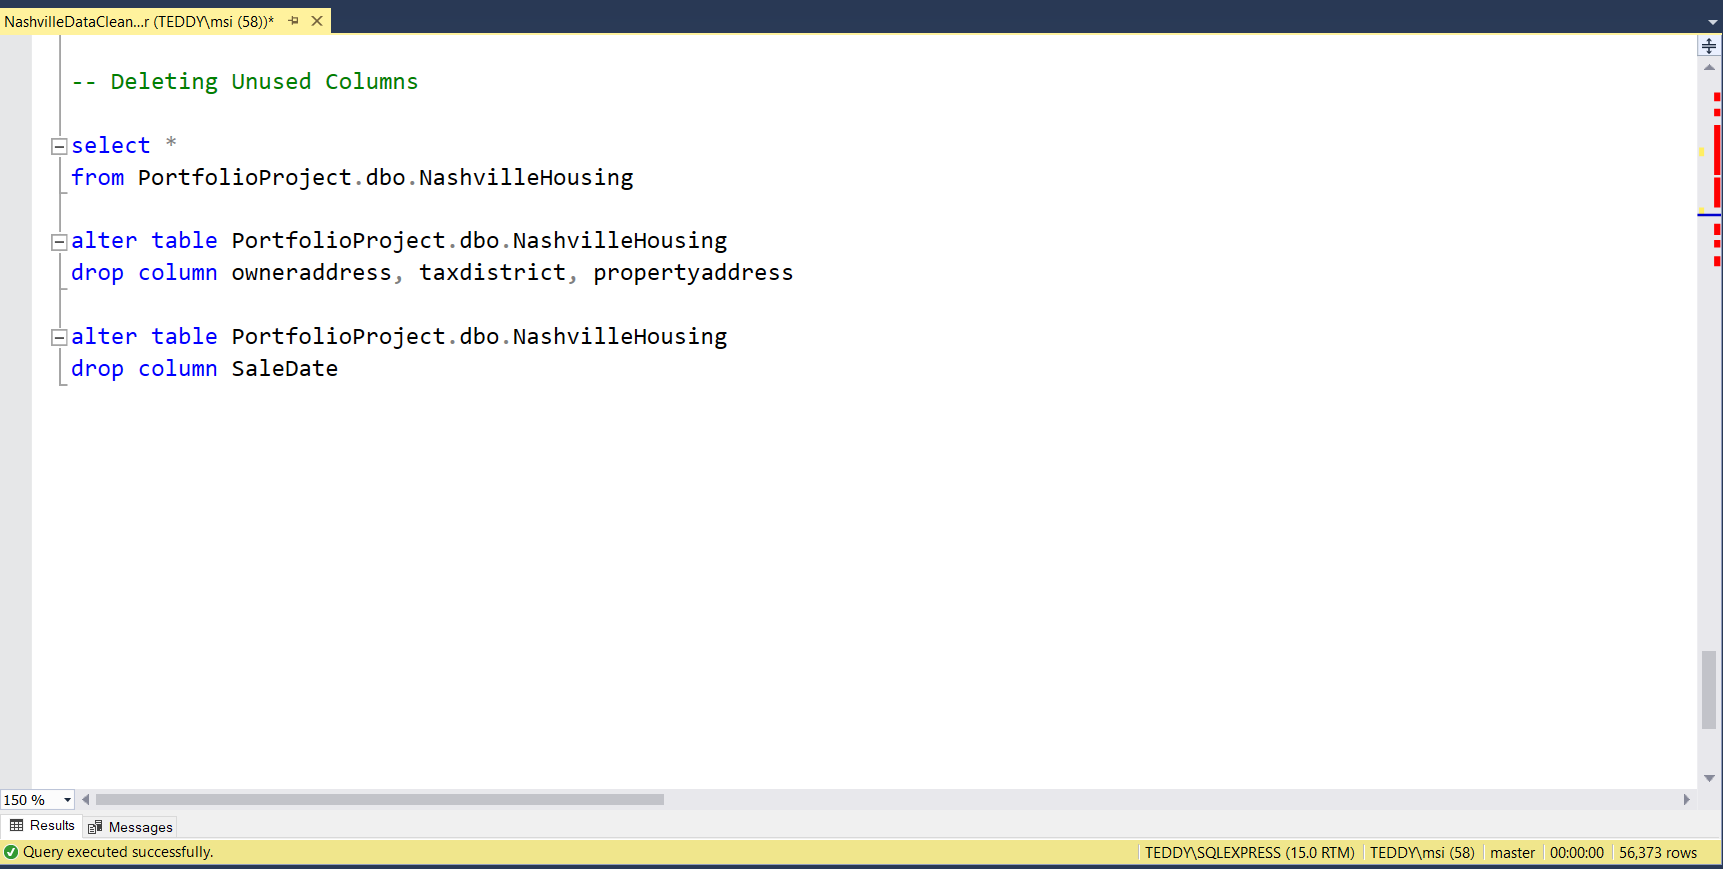 NashvilleDataClean...r (TEDDY\msi (58))*
-- Deleting Unused Columns
select *
from PortfolioProject.dbo.NashvilleHousing
alter table PortfolioProject.dbo.NashvilleHousing
drop column owneraddress, taxdistrict, propertyaddress
alter table PortfolioProject.dbo.NashvilleHousing
drop column SaleDate
150 %
Results Messages
Query executed successfully. TEDDY\SQLEXPRESS (15.0 RTM) TEDDY\msi (58) master 00:00:00 56,373 rows